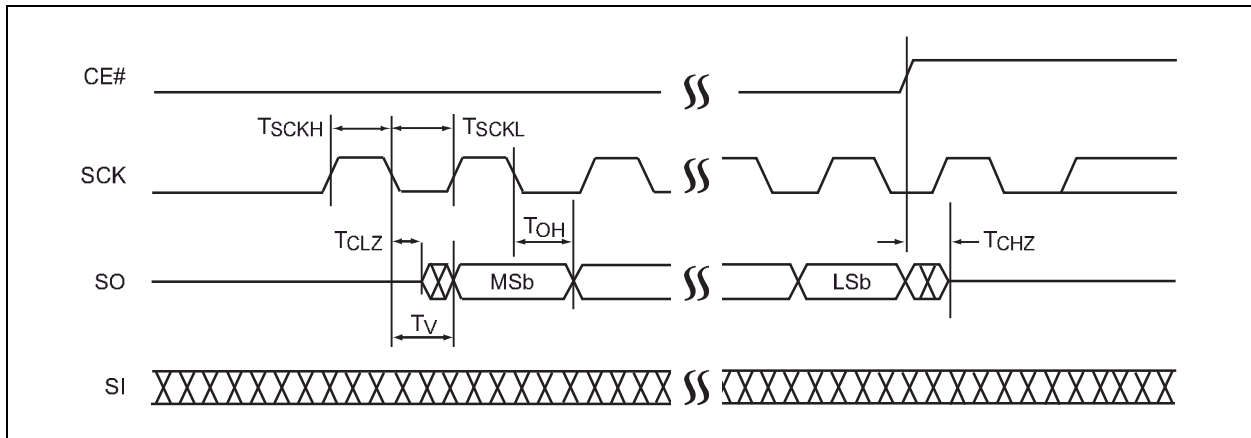 CE#
TSCKH
TSCKL
SCK
TCLZ
TOH
TCHZ
SO
MSb
LSb
TV
SI